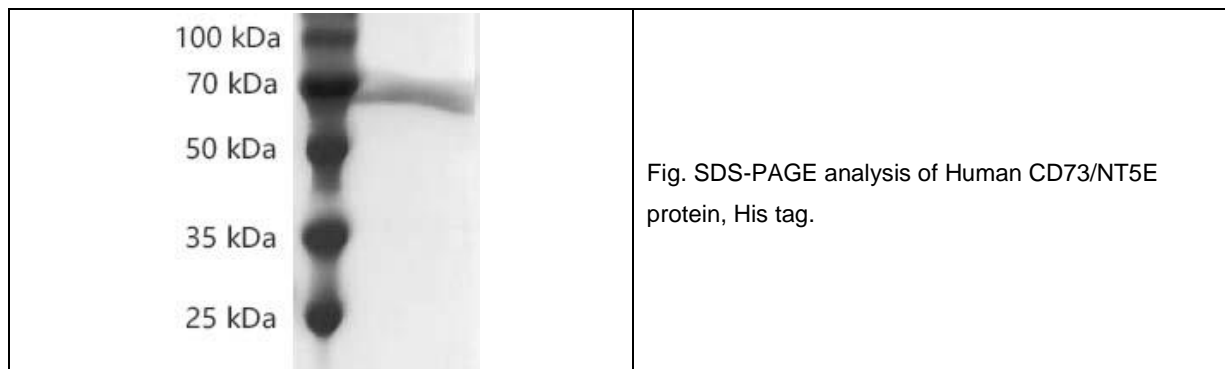 100 kDa
70 kDa
50 kDa
35 kDa
25 kDa
Fig. SDS-PAGE analysis of Human CD73/NT5E
protein, His tag.